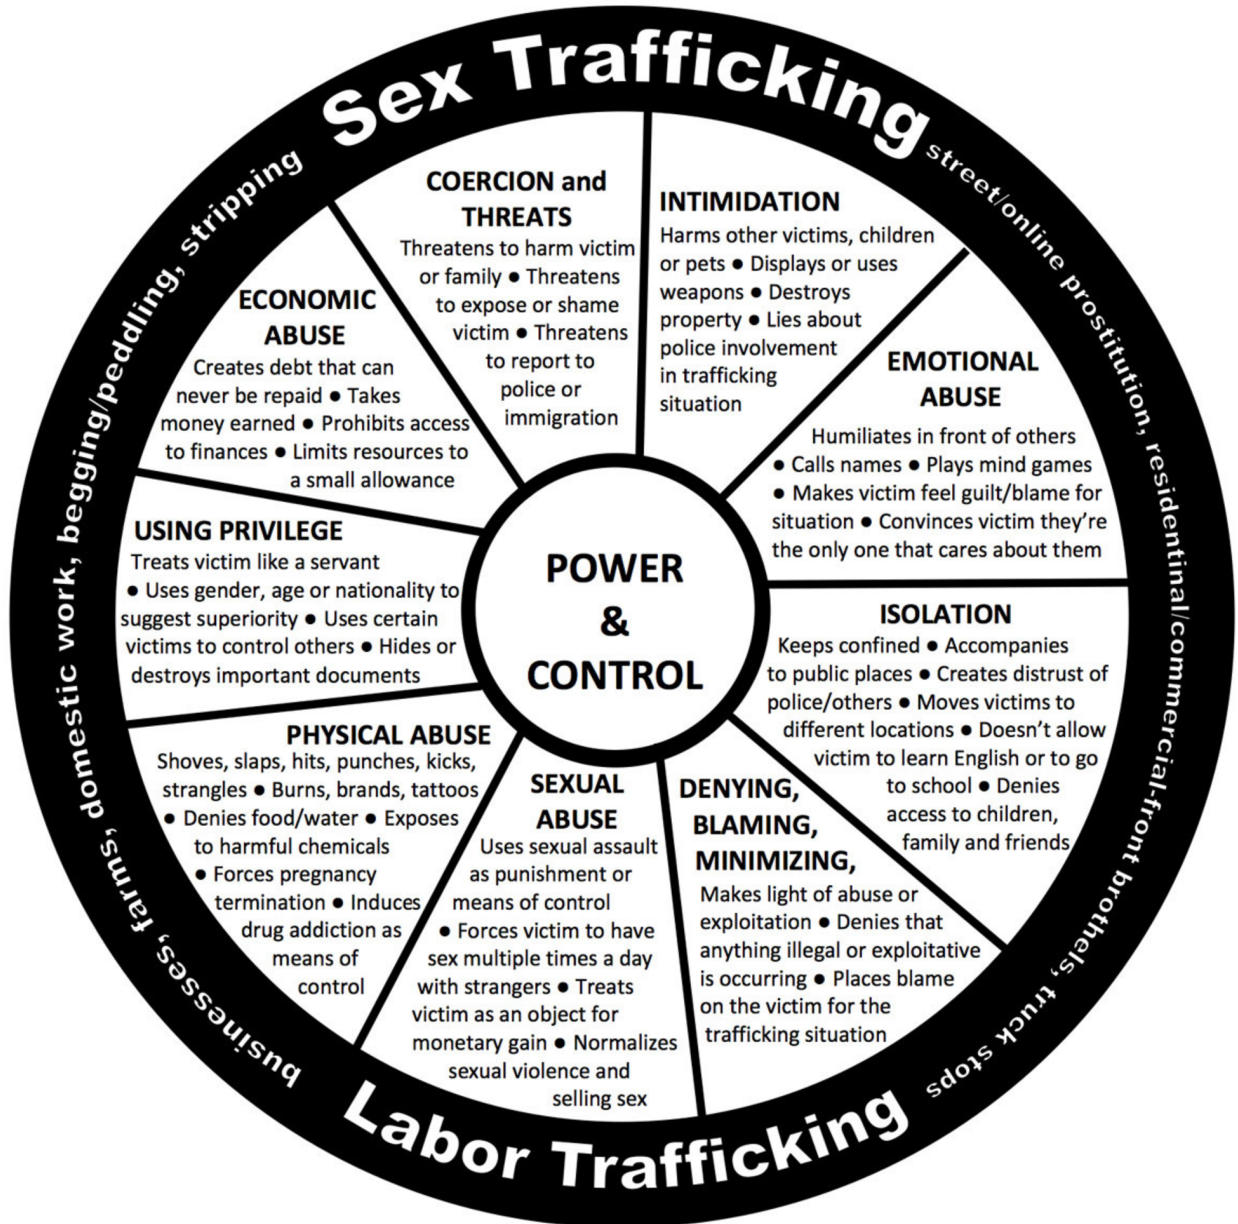 Sex Trafficking
street/online prostitution, residentinal/commercial-front brothels, truck stops
Labor Trafficking
businesses, farms, domestic work, begging/peddling, stripping
POWER
&
CONTROL
COERCION and
THREATS
Threatens to harm victim
or family ● Threatens
to expose or shame
victim ● Threatens
to report to
police or
immigration
INTIMIDATION
Harms other victims, children
or pets ● Displays or uses
weapons ● Destroys
property ● Lies about
police involvement
in trafficking
situation
EMOTIONAL
ABUSE
Humiliates in front of others
● Calls names ● Plays mind games
● Makes victim feel guilt/blame for
situation ● Convinces victim they're
the only one that cares about them
ISOLATION
Keeps confined ● Accompanies
to public places ● Creates distrust of
police/others ● Moves victims to
different locations ● Doesn't allow
victim to learn English or to go
to school ● Denies
access to children,
family and friends
DENYING,
BLAMING,
MINIMIZING,
Makes light of abuse or
exploitation ● Denies that
anything illegal or exploitative
is occurring ● Places blame
on the victim for the
trafficking situation
SEXUAL
ABUSE
Uses sexual assault
as punishment or
means of control
● Forces victim to have
sex multiple times a day
with strangers ● Treats
victim as an object for
monetary gain ● Normalizes
sexual violence and
selling sex
PHYSICAL ABUSE
Shoves, slaps, hits, punches, kicks,
strangles ● Burns, brands, tattoos
● Denies food/water ● Exposes
to harmful chemicals
● Forces pregnancy
termination ● Induces
drug addiction as
means of
control
USING PRIVILEGE
Treats victim like a servant
● Uses gender, age or nationality to
suggest superiority ● Uses certain
victims to control others ● Hides or
destroys important documents
ECONOMIC
ABUSE
Creates debt that can
never be repaid ● Takes
money earned ● Prohibits access
to finances ● Limits resources to
a small allowance